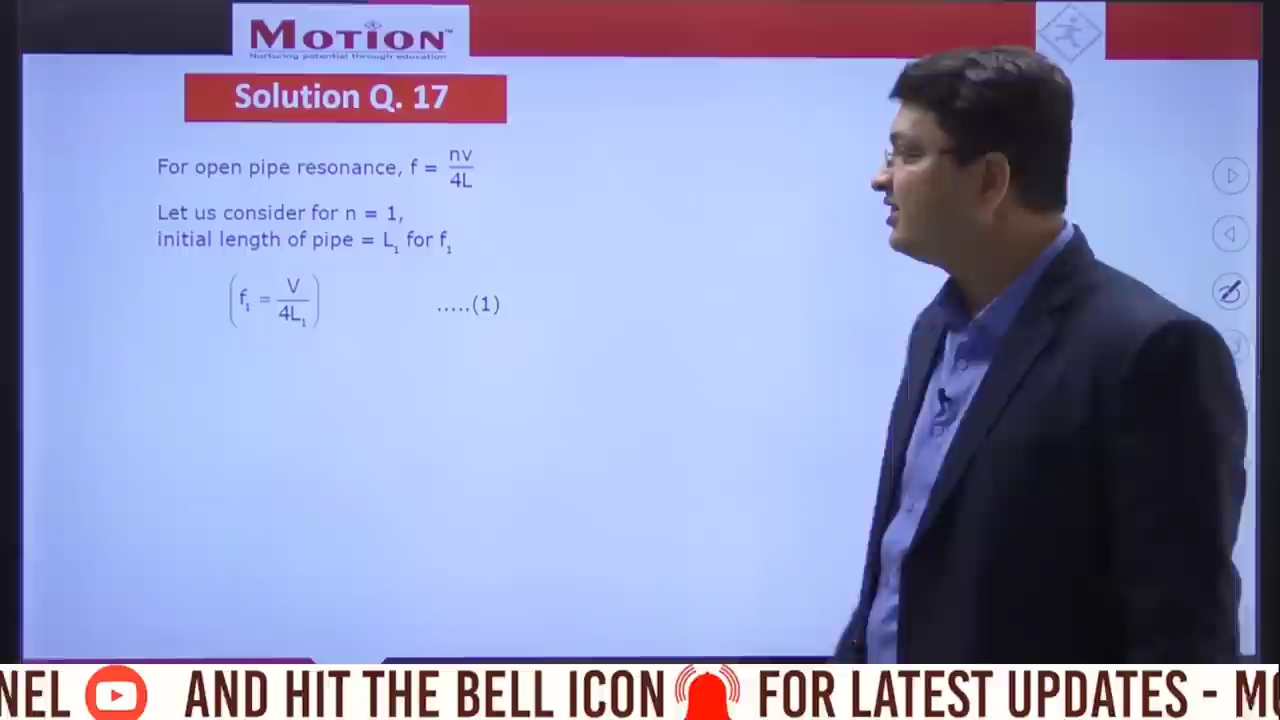 MOTION™
Nurturing potential through education
Solution Q. 17
For open pipe resonance, f = nv/4L
Let us consider for n = 1,
initial length of pipe = L₁ for f₁
(f₁ = V/4L₁) .....(1)
NEL AND HIT THE BELL ICON FOR LATEST UPDATES - MO